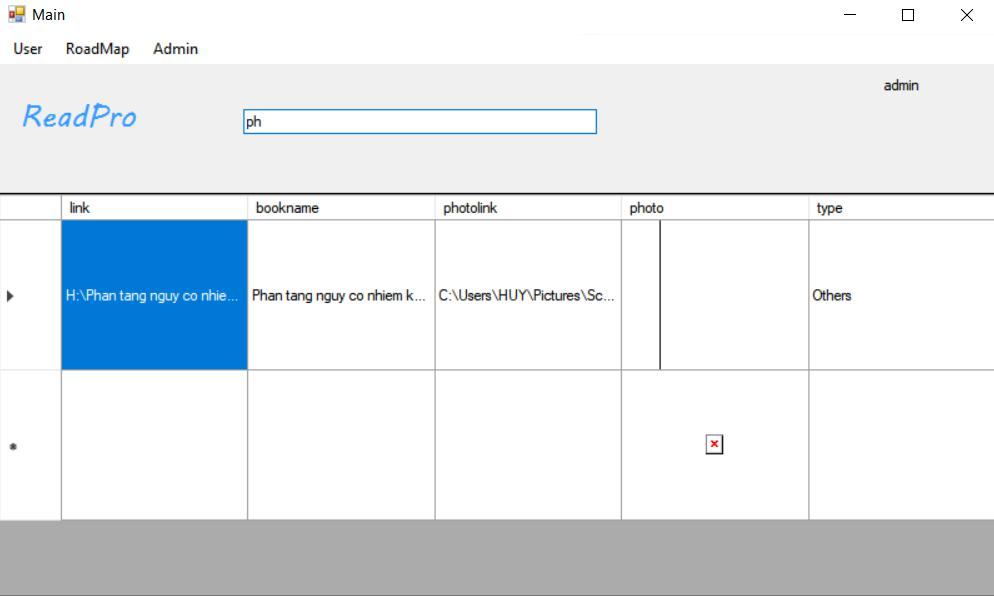 Main
User RoadMap Admin
admin
ReadPro
ph
link bookname photolink photo type
H:\Phan tang nguy co nhie... Phan tang nguy co nhiem k... C:\Users\HUY\Pictures\Sc... Others